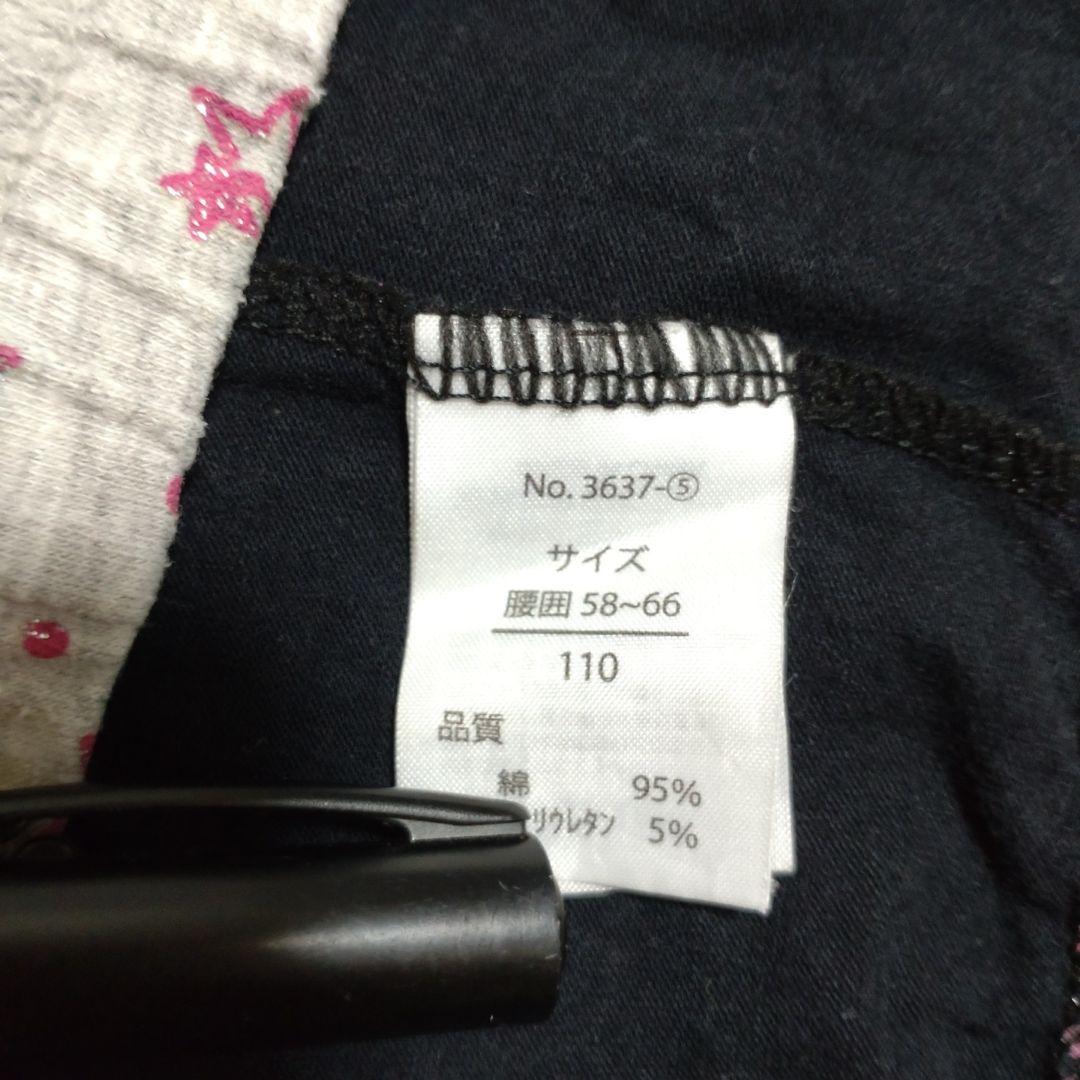 No. 3637-⑤
サイズ
腰囲 58~66
110
品質
綿 95%
リウレタン 5%